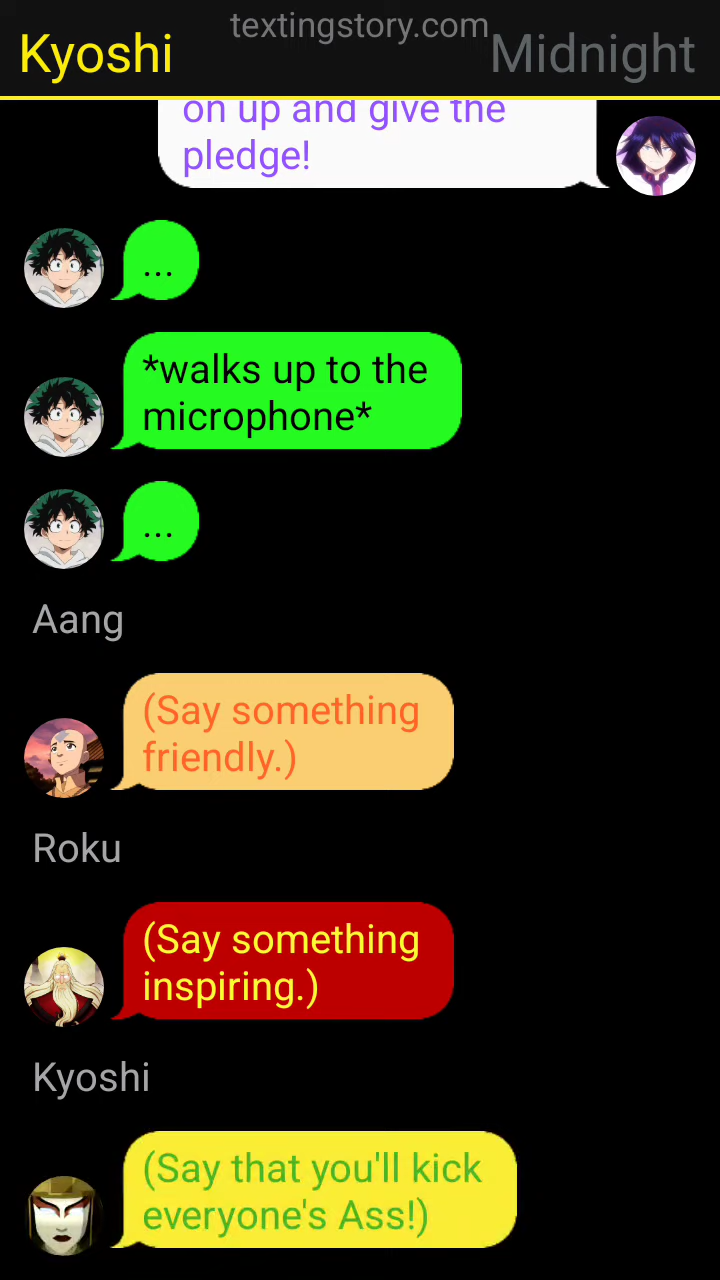 textingstory.com
Kyoshi
Midnight
on up and give the
pledge!
...
*walks up to the
microphone*
...
Aang
(Say something
friendly.)
Roku
(Say something
inspiring.)
Kyoshi
(Say that you'll kick
everyone's Ass!)